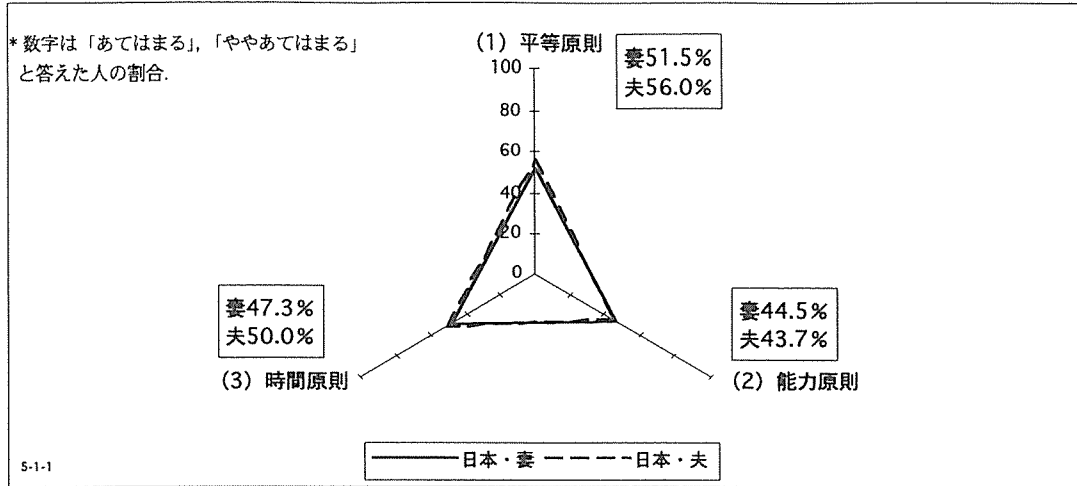 * 数字は「あてはまる」,「ややあてはまる」
と答えた人の割合.
(1) 平等原則
妻51.5%
夫56.0%
100
80
60
40
20
0
妻47.3%
夫50.0%
(3) 時間原則
妻44.5%
夫43.7%
(2) 能力原則
日本・妻 日本・夫
5-1-1